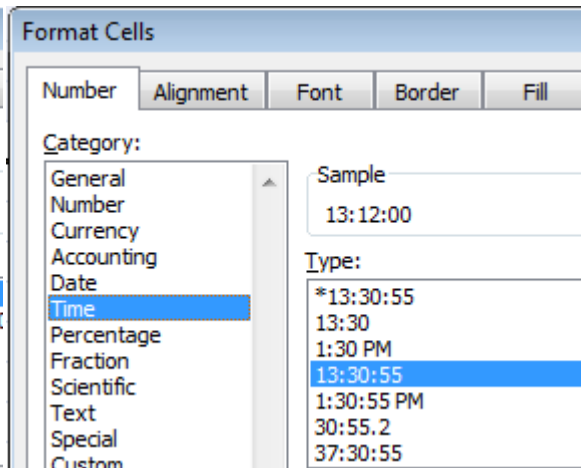 Format Cells
Number Alignment Font Border Fill
Category:
General
Number
Currency
Accounting
Date
Time
Percentage
Fraction
Scientific
Text
Special
Custom
Sample
13:12:00
Type:
*13:30:55
13:30
1:30 PM
13:30:55
1:30:55 PM
30:55.2
37:30:55